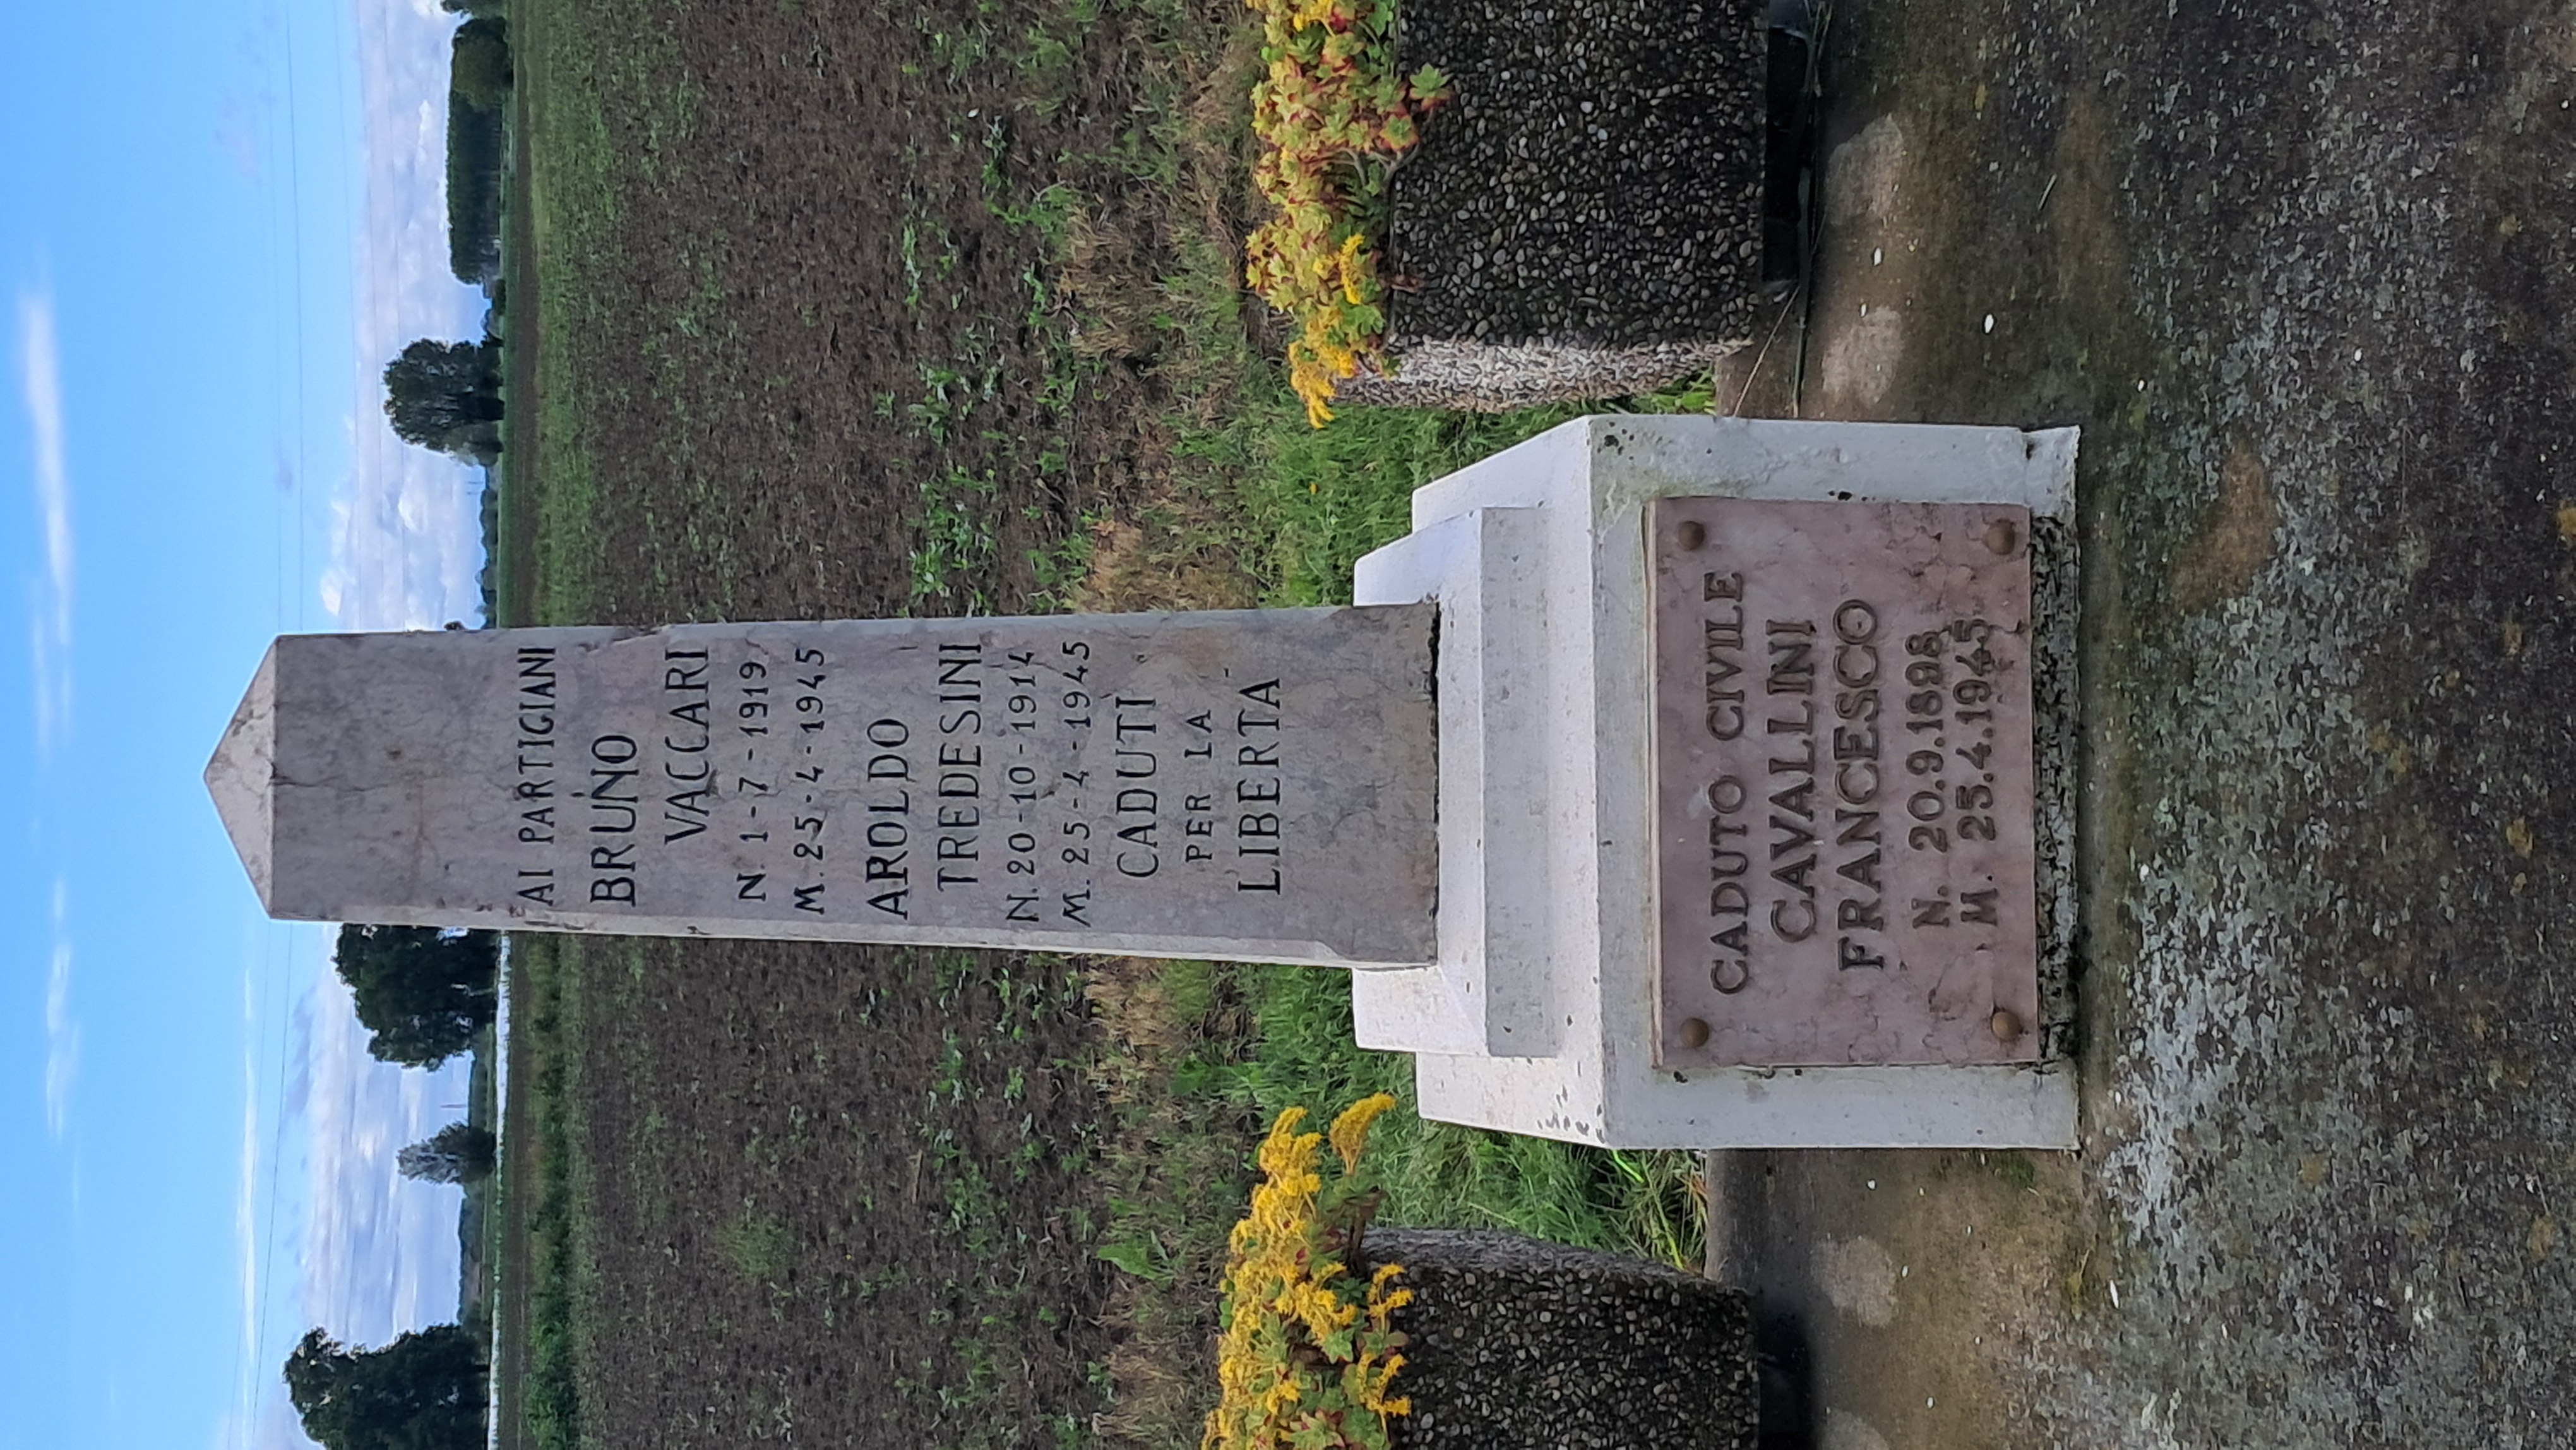 AI PARTIGIANI
BRUNO
VACCARI
N. 1-7-1919
M. 25-4-1945
AROLDO
TREDESINI
N. 20-10-1914
M. 25-4-1945
CADUTI
PER LA
LIBERTÀ
CADUTO CIVILE
CAVALLINI
FRANCESCO
N. 20.9.1898
M. 25.4.1945